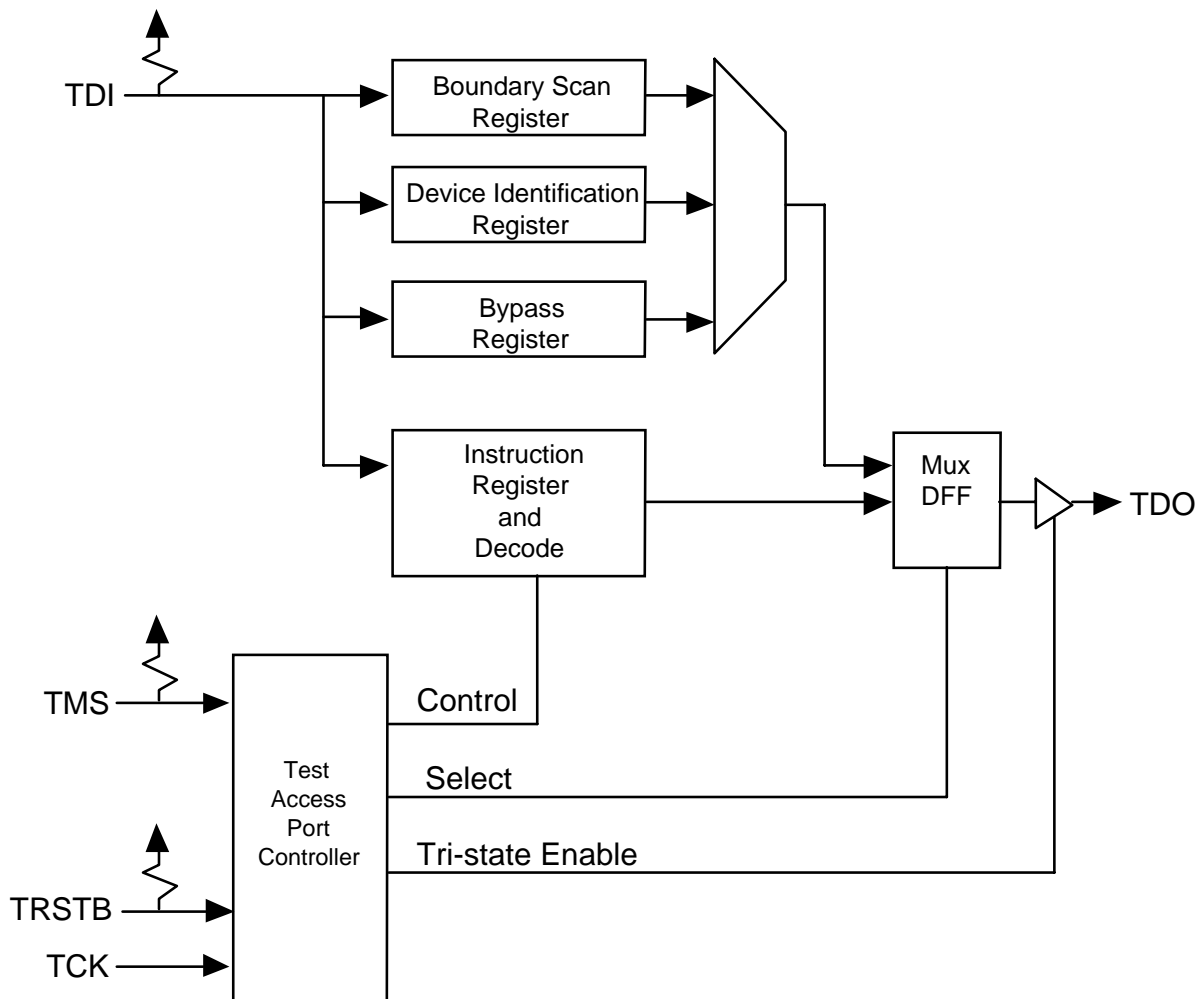 TDI
Boundary Scan
Register
Device Identification
Register
Bypass
Register
Instruction
Register
and
Decode
Mux
DFF
TDO
TMS
Control
Select
Test
Access
Port
Controller
Tri-state Enable
TRSTB
TCK